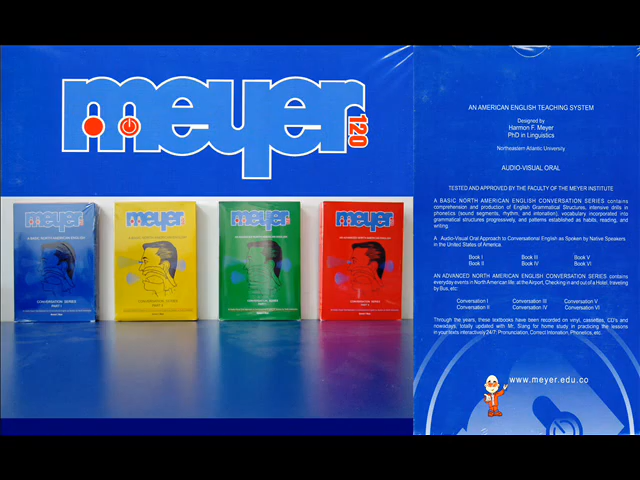 meyer
120
meyer
CONVERSATION SERIES
PART I
meyer
CONVERSATION SERIES
meyer
CONVERSATION SERIES
meyer
CONVERSATION SERIES
AN AMERICAN ENGLISH TEACHING SYSTEM
Designed by
Harmon F. Meyer
PhD in Linguistics
Northeastern Atlantic University
AUDIO-VISUAL ORAL
TESTED AND APPROVED BY THE FACULTY OF THE MEYER INSTITUTE
A BASIC NORTH AMERICAN ENGLISH CONVERSATION SERIES contains
comprehension and production of English Grammatical Structures, intensive drills in
phonetics (sound segments, rhythm, and intonation), vocabulary incorporated into
grammatical structures progressively, and patterns established as habits, reading, and
writing.
A Audio-Visual Oral Approach to Conversational English as Spoken by Native Speakers
in the United States of America.
Book I Book III Book V
Book II Book IV Book VI
AN ADVANCED NORTH AMERICAN ENGLISH CONVERSATION SERIES contains
everyday events in North American life: at the Airport, Checking in and out of a Hotel, traveling
by Bus, etc:
Conversation I Conversation III Conversation V
Conversation II Conversation IV Conversation VI
Through the years, these textbooks have been recorded on vinyl, cassettes, CD's and
nowadays, totally updated with Mr. Slang for home study in practicing the lessons
in your texts interactively 24/7: Pronunciation, Correct Intonation, Phonetics, etc.
www.meyer.edu.co